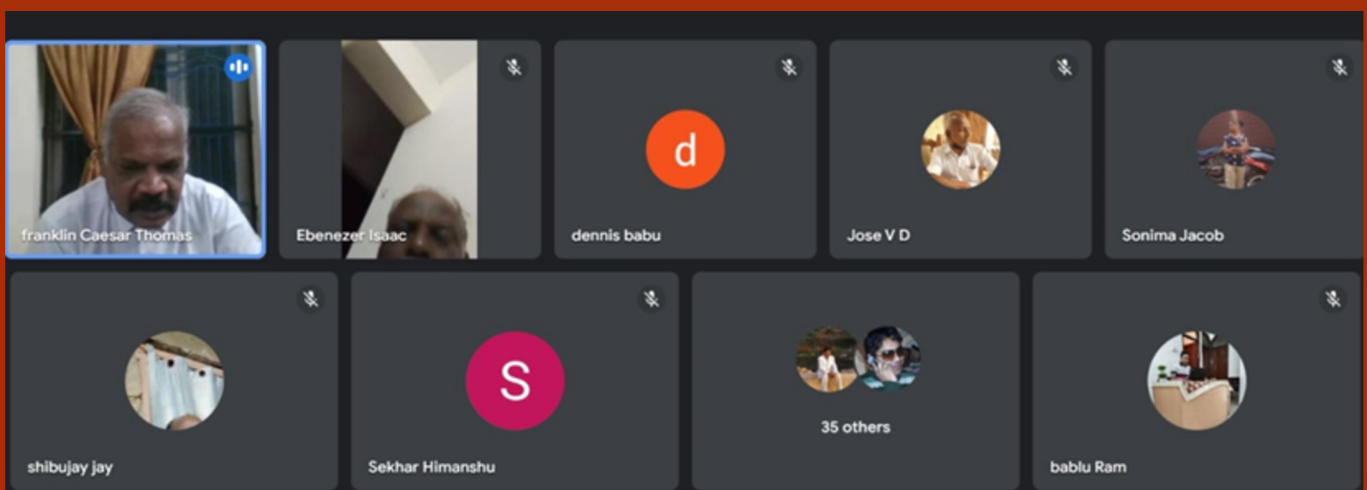 franklin Caesar Thomas
Ebenezer Isaac
d
dennis babu
Jose V D
Sonima Jacob
shibujay jay
S
Sekhar Himanshu
35 others
bablu Ram